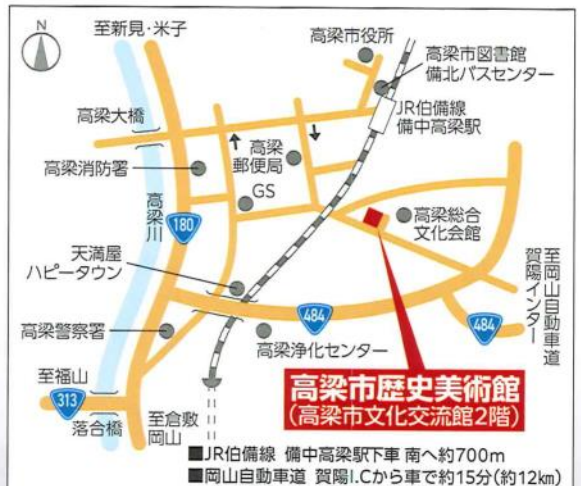 N
至新見・米子
高梁市役所
高梁市図書館
備北バスセンター
高梁大橋
JR伯備線
備中高梁駅
高梁消防署
高梁
郵便局
GS
高梁川
180
高梁総合
文化会館
天満屋
ハピータウン
至岡山自動車道
賀陽インター
484
484
高梁警察署
高梁浄化センター
至福山
313
落合橋
至倉敷
岡山
高梁市歴史美術館
(高梁市文化交流館2階)
■JR伯備線 備中高梁駅下車 南へ約700m
■岡山自動車道 賀陽I.Cから車で約15分(約12km)